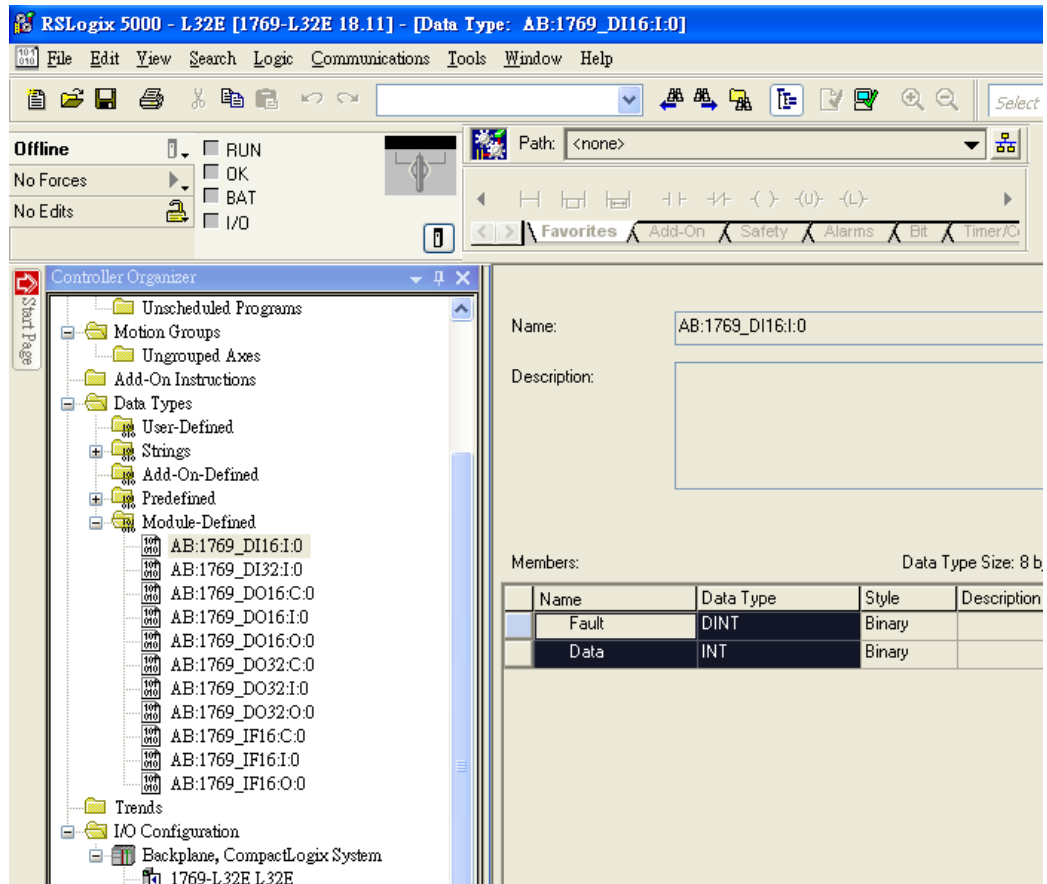 RSLogix 5000 - L32E [1769-L32E 18.11] - [Data Type: AB:1769_DI16:I:0]
File Edit View Search Logic Communications Tools Window Help
Select
Offline
RUN
No Forces
OK
BAT
No Edits
I/O
Path: <none>
Favorites Add-On Safety Alarms Bit Timer/C
Start Page
Controller Organizer
Unscheduled Programs
Motion Groups
Ungrouped Axes
Add-On Instructions
Data Types
User-Defined
Strings
Add-On-Defined
Predefined
Module-Defined
AB:1769_DI16:I:0
AB:1769_DI32:I:0
AB:1769_DO16:C:0
AB:1769_DO16:I:0
AB:1769_DO16:O:0
AB:1769_DO32:C:0
AB:1769_DO32:I:0
AB:1769_DO32:O:0
AB:1769_IF16:C:0
AB:1769_IF16:I:0
AB:1769_IF16:O:0
Trends
I/O Configuration
Backplane, CompactLogix System
1769-L32E L32E
Name: AB:1769_DI16:I:0
Description:
Members: Data Type Size: 8 b
Name Data Type Style Description
Fault DINT Binary
Data INT Binary